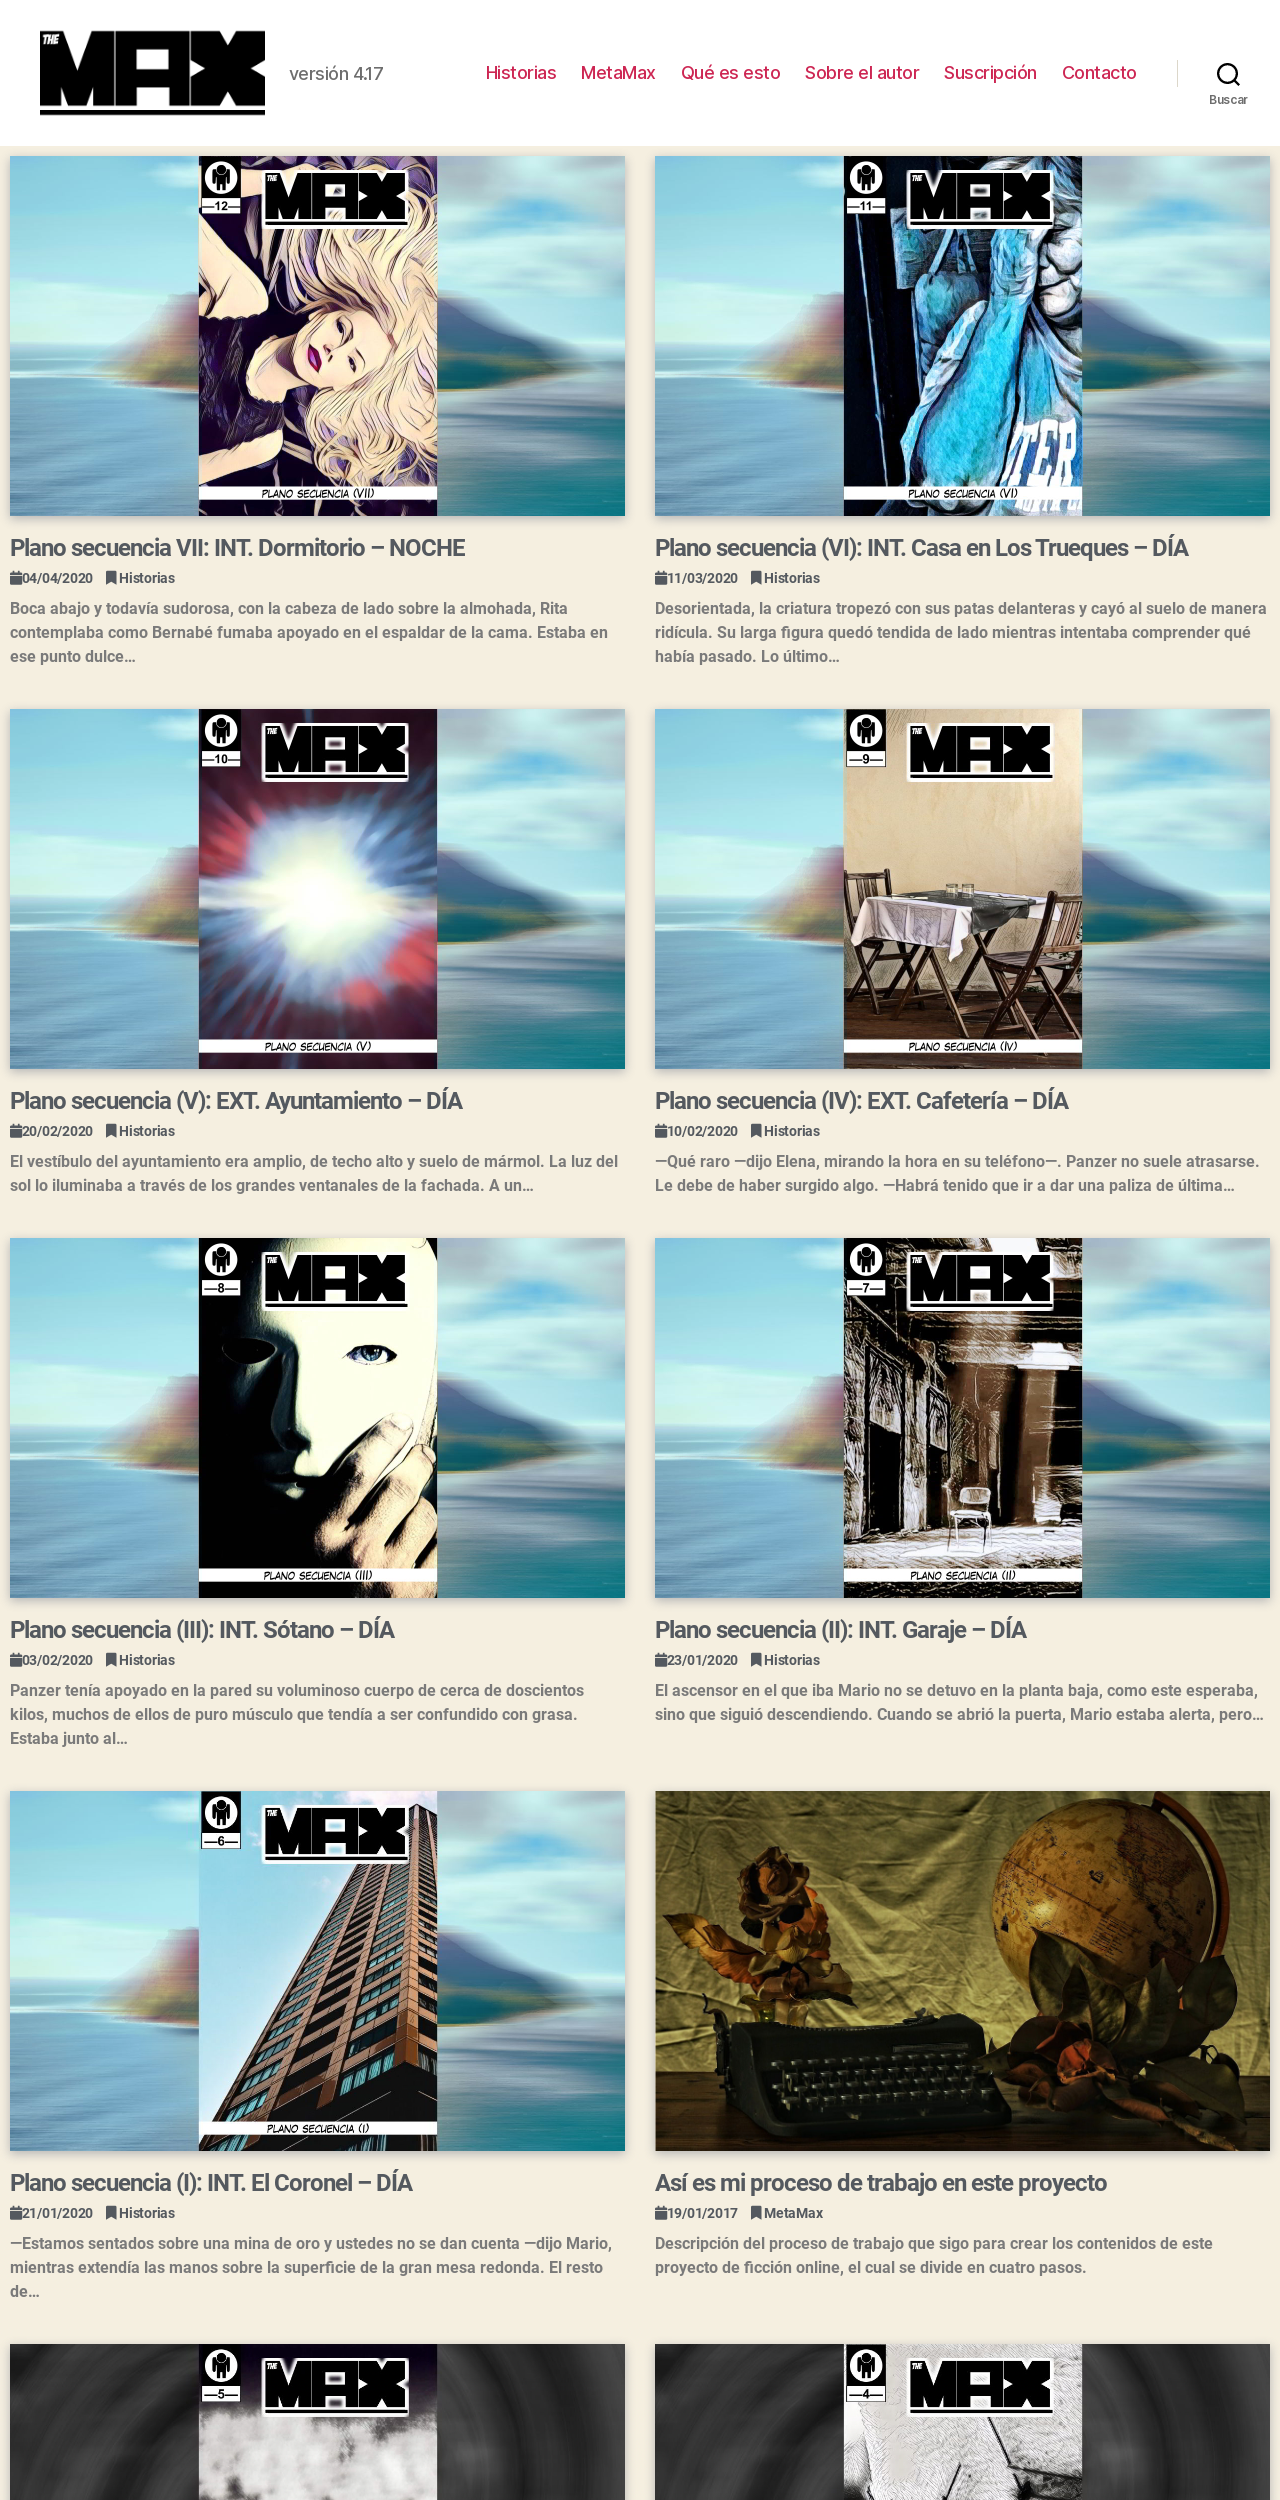 THE MAX
versión 4.17
Historias MetaMax Qué es esto Sobre el autor Suscripción Contacto
Buscar
—12—
THE MAX
PLANO SECUENCIA (VII)
Plano secuencia VII: INT. Dormitorio – NOCHE
04/04/2020 Historias
Boca abajo y todavía sudorosa, con la cabeza de lado sobre la almohada, Rita
contemplaba como Bernabé fumaba apoyado en el espaldar de la cama. Estaba en
ese punto dulce…
—11—
THE MAX
TER
PLANO SECUENCIA (VI)
Plano secuencia (VI): INT. Casa en Los Trueques – DÍA
11/03/2020 Historias
Desorientada, la criatura tropezó con sus patas delanteras y cayó al suelo de manera
ridícula. Su larga figura quedó tendida de lado mientras intentaba comprender qué
había pasado. Lo último…
—10—
THE MAX
PLANO SECUENCIA (V)
Plano secuencia (V): EXT. Ayuntamiento – DÍA
20/02/2020 Historias
El vestíbulo del ayuntamiento era amplio, de techo alto y suelo de mármol. La luz del
sol lo iluminaba a través de los grandes ventanales de la fachada. A un…
—9—
THE MAX
PLANO SECUENCIA (IV)
Plano secuencia (IV): EXT. Cafetería – DÍA
10/02/2020 Historias
—Qué raro —dijo Elena, mirando la hora en su teléfono—. Panzer no suele atrasarse.
Le debe de haber surgido algo. —Habrá tenido que ir a dar una paliza de última…
—8—
THE MAX
PLANO SECUENCIA (III)
Plano secuencia (III): INT. Sótano – DÍA
03/02/2020 Historias
Panzer tenía apoyado en la pared su voluminoso cuerpo de cerca de doscientos
kilos, muchos de ellos de puro músculo que tendía a ser confundido con grasa.
Estaba junto al…
—7—
THE MAX
PLANO SECUENCIA (II)
Plano secuencia (II): INT. Garaje – DÍA
23/01/2020 Historias
El ascensor en el que iba Mario no se detuvo en la planta baja, como este esperaba,
sino que siguió descendiendo. Cuando se abrió la puerta, Mario estaba alerta, pero…
—6—
THE MAX
PLANO SECUENCIA (I)
Plano secuencia (I): INT. El Coronel – DÍA
21/01/2020 Historias
—Estamos sentados sobre una mina de oro y ustedes no se dan cuenta —dijo Mario,
mientras extendía las manos sobre la superficie de la gran mesa redonda. El resto
de…
Así es mi proceso de trabajo en este proyecto
19/01/2017 MetaMax
Descripción del proceso de trabajo que sigo para crear los contenidos de este
proyecto de ficción online, el cual se divide en cuatro pasos.
—5—
THE MAX
—4—
THE MAX